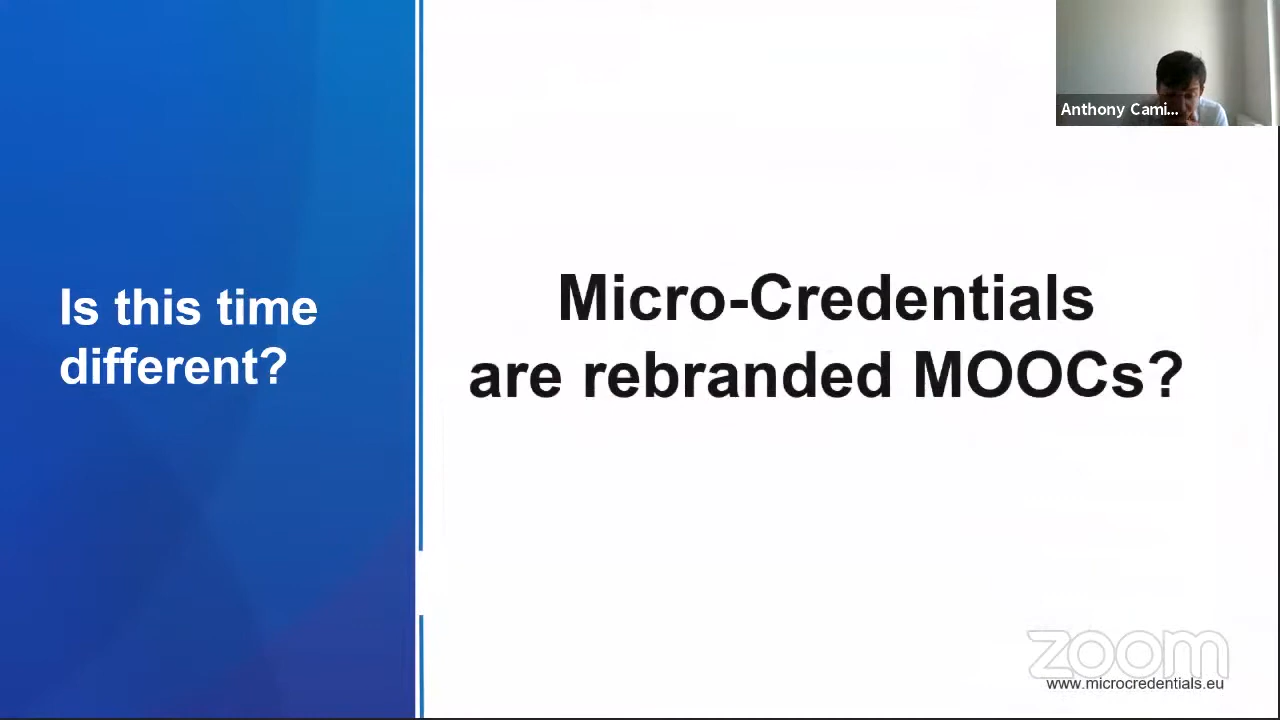 Anthony Cami...
Is this time
different?
Micro-Credentials
are rebranded MOOCs?
zoom
www.microcredentials.eu